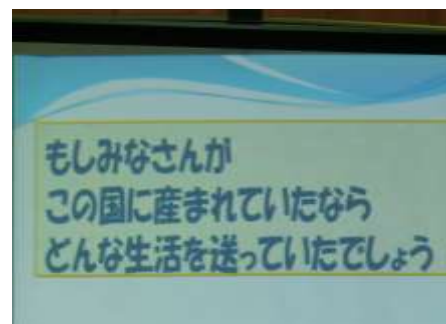 もしみなさんが
この国に産まれていたなら
どんな生活を送っていたでしょう